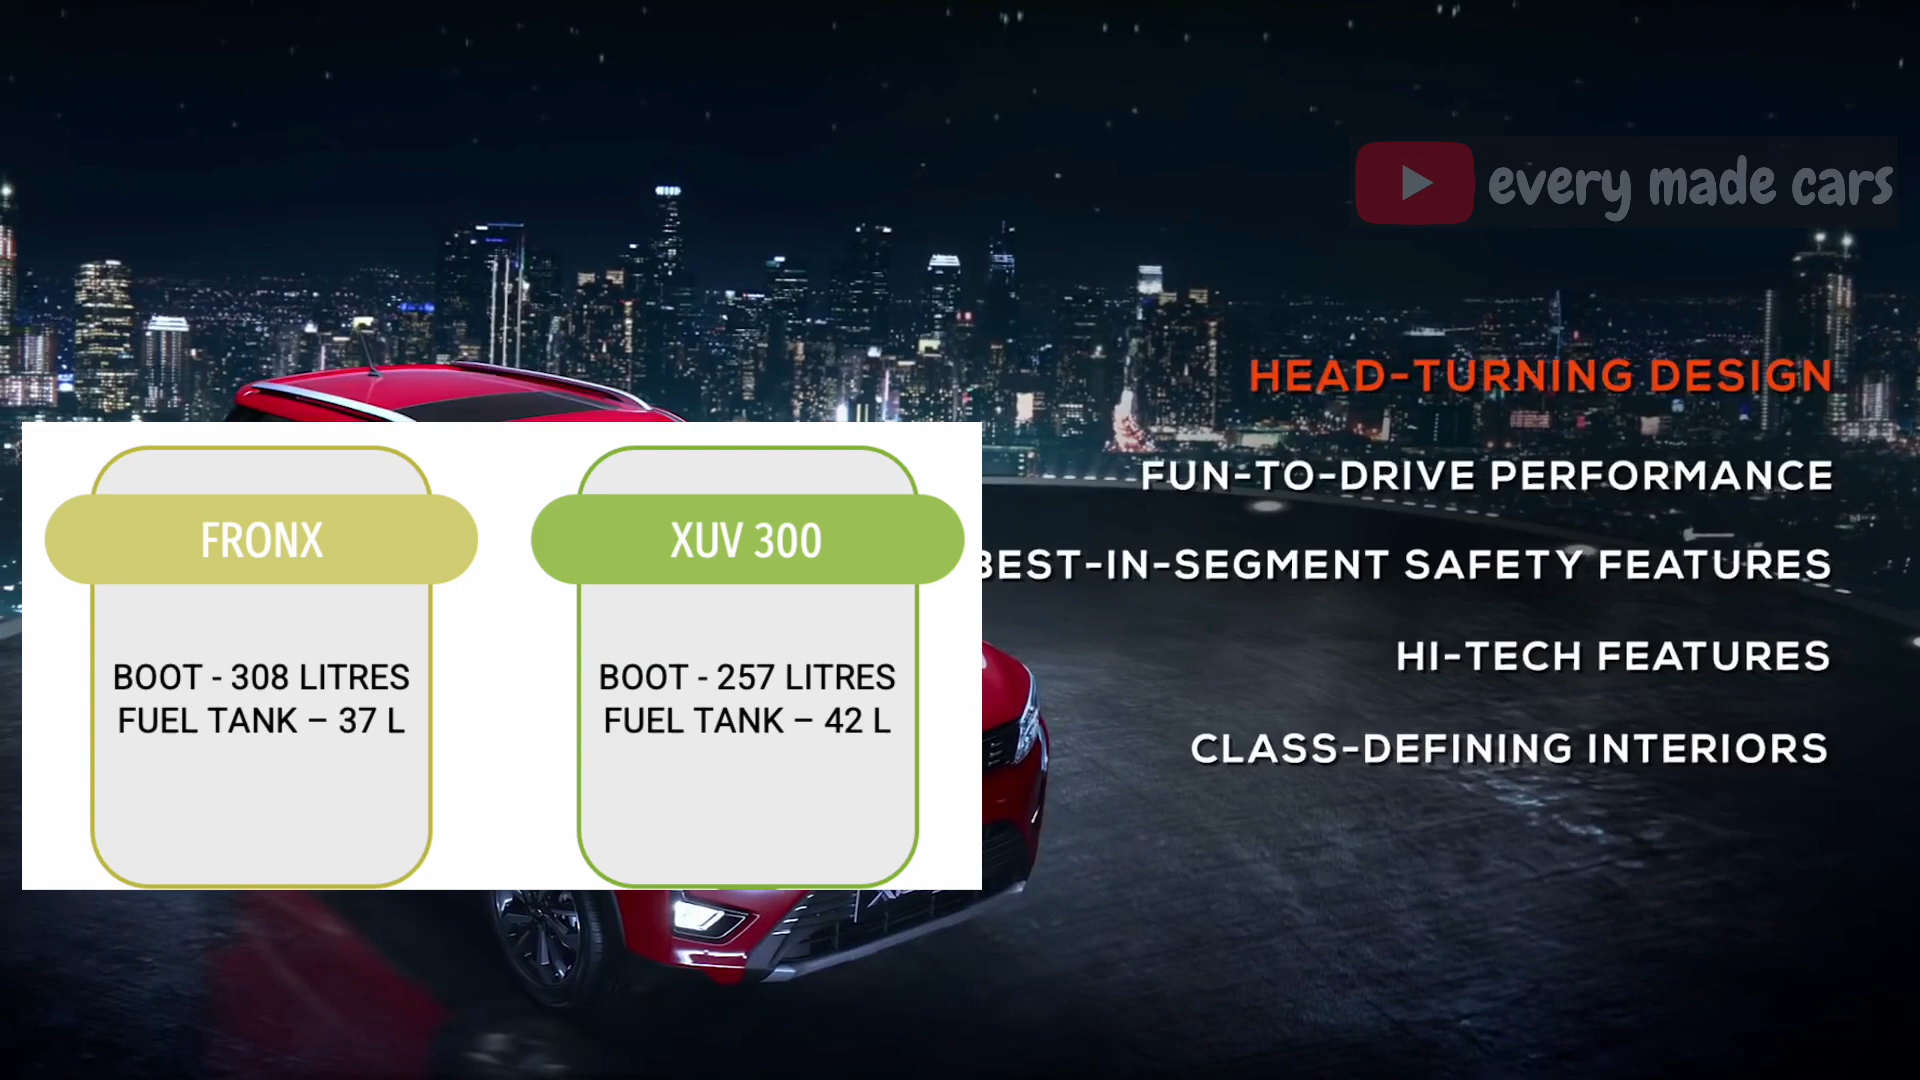 every made cars
HEAD-TURNING DESIGN
FUN-TO-DRIVE PERFORMANCE
BEST-IN-SEGMENT SAFETY FEATURES
HI-TECH FEATURES
CLASS-DEFINING INTERIORS
FRONX
BOOT - 308 LITRES
FUEL TANK – 37 L
XUV 300
BOOT - 257 LITRES
FUEL TANK – 42 L